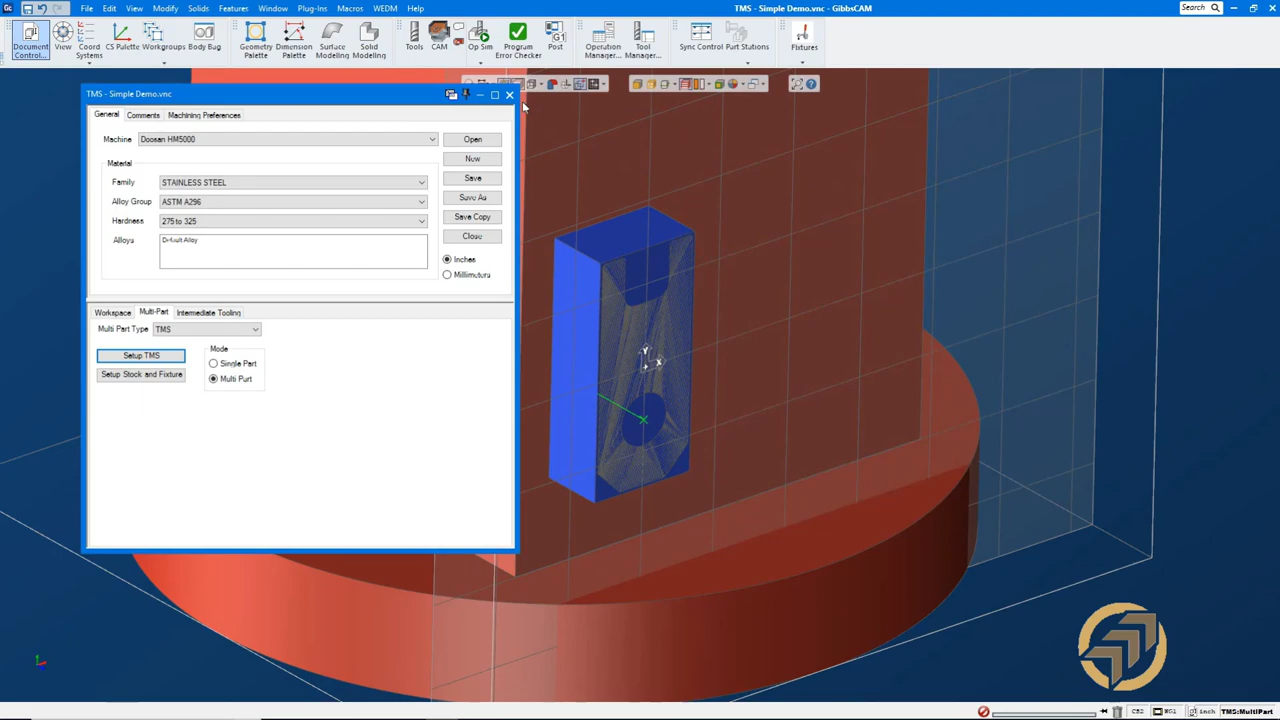 File Edit View Modify Solids Features Window Plug-Ins Macros WEDM Help
TMS - Simple Demo.vnc - GibbsCAM
Search
Document Control...
View
Coord Systems
CS Palette
Workgroups
Body Bag
Geometry Palette
Dimension Palette
Surface Modeling
Solid Modeling
Tools
CAM
Op Sim
Program Error Checker
Post
Operation Manager...
Tool Manager...
Sync Control
Part Stations
Fixtures
TMS - Simple Demo.vnc
General Comments Machining Preferences
Machine Doosan HM5000
Open
Material
New
Family STAINLESS STEEL
Save
Alloy Group ASTM A296
Save As
Hardness 275 to 325
Save Copy
Alloys Default Alloy
Close
Inches
Millimeters
Workspace Multi-Part Intermediate Tooling
Multi Part Type TMS
Setup TMS
Mode
Single Part
Setup Stock and Fixture
Multi Part
Y
X
CS2 WG1 Inch TMS:MultiPart